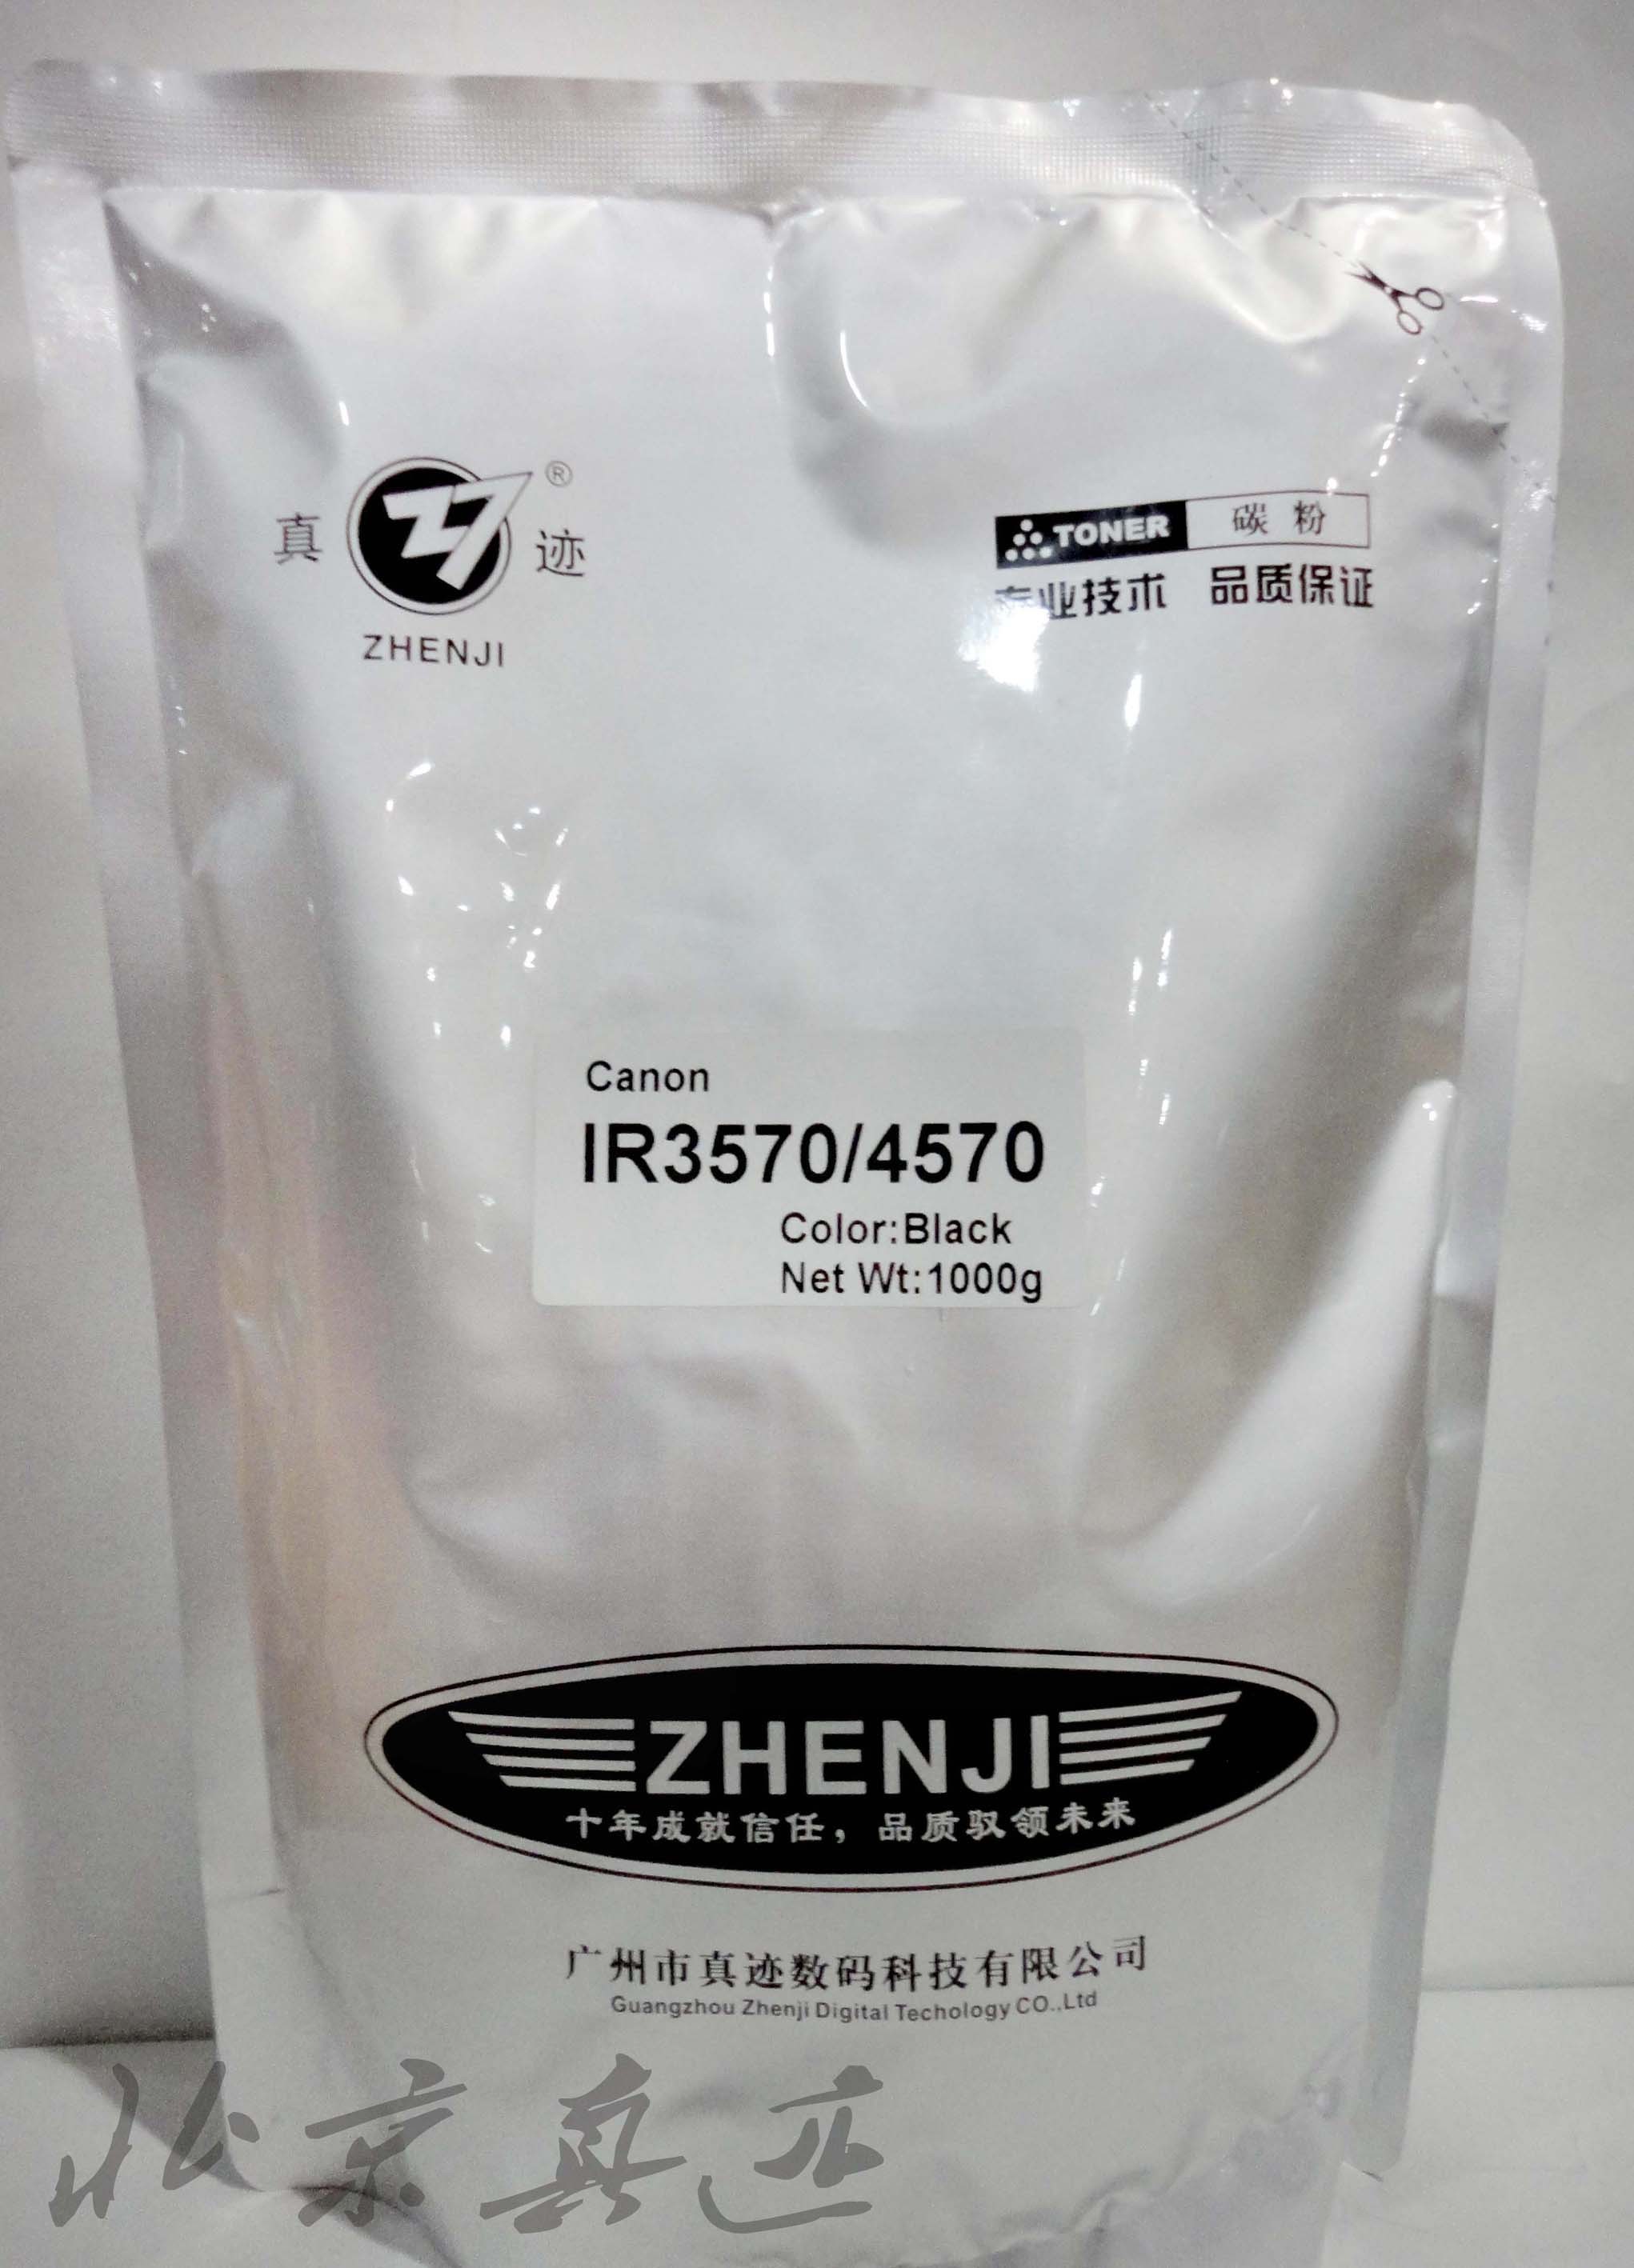 真 Z7® 迹
ZHENJI
TONER 碳粉
专业技术 品质保证
Canon
IR3570/4570
Color:Black
Net Wt:1000g
ZHENJI
十年成就信任，品质驭领未来
广州市真迹数码科技有限公司
Guangzhou Zhenji Digital Techology CO.,Ltd
北京真迹